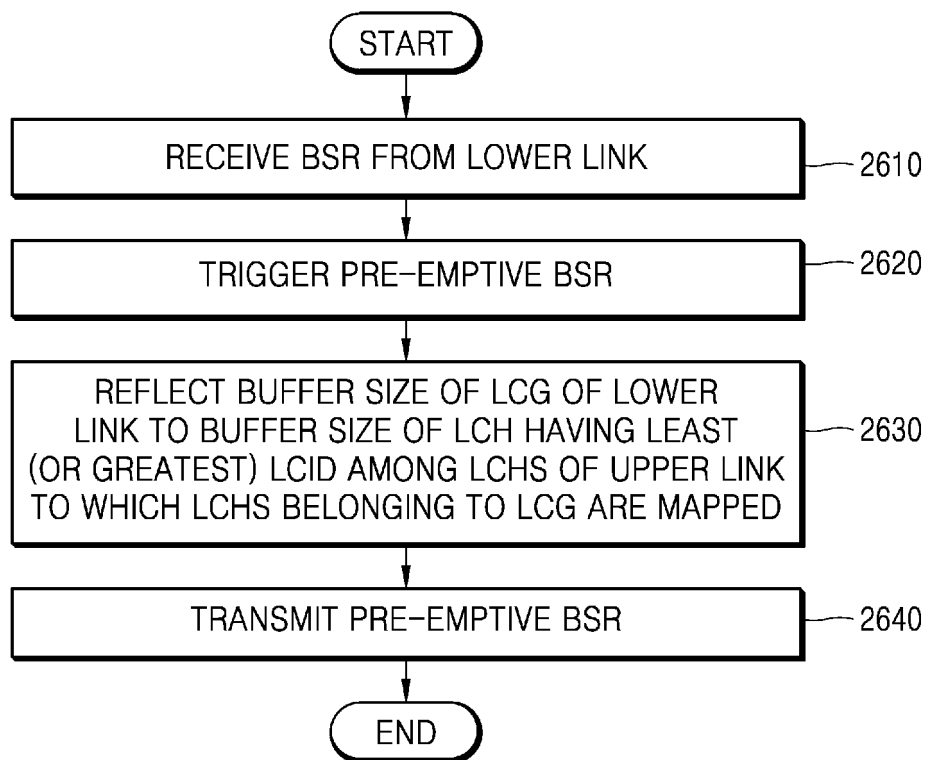 START
RECEIVE BSR FROM LOWER LINK
2610
TRIGGER PRE-EMPTIVE BSR
2620
REFLECT BUFFER SIZE OF LCG OF LOWER
LINK TO BUFFER SIZE OF LCH HAVING LEAST
(OR GREATEST) LCID AMONG LCHS OF UPPER LINK
TO WHICH LCHS BELONGING TO LCG ARE MAPPED
2630
TRANSMIT PRE-EMPTIVE BSR
2640
END